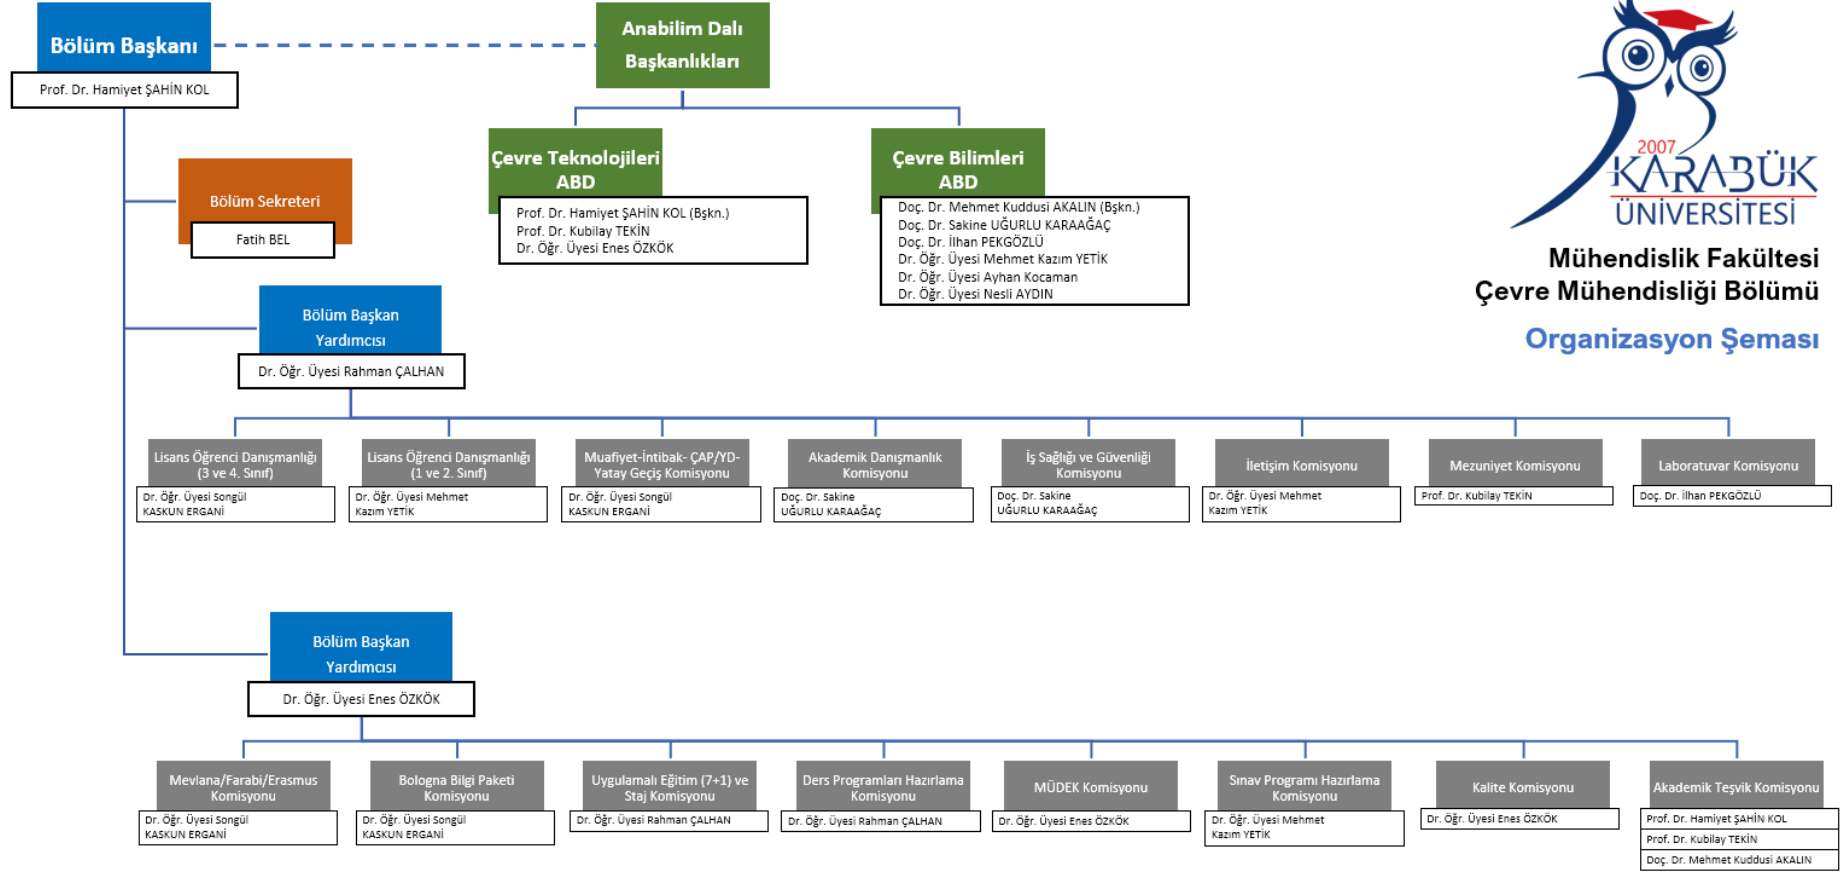 Bölüm Başkanı
Prof. Dr. Hamiyet ŞAHİN KOL
Anabilim Dalı
Başkanlıkları
Çevre Teknolojileri
ABD
Prof. Dr. Hamiyet ŞAHİN KOL (Bşkn.)
Prof. Dr. Kubilay TEKİN
Dr. Öğr. Üyesi Enes ÖZKÖK
Çevre Bilimleri
ABD
Doç. Dr. Mehmet Kuddusi AKALIN (Bşkn.)
Doç. Dr. Sakine UĞURLU KARAAĞAÇ
Doç. Dr. İlhan PEKGÖZLÜ
Dr. Öğr. Üyesi Mehmet Kazım YETİK
Dr. Öğr. Üyesi Ayhan Kocaman
Dr. Öğr. Üyesi Nesli AYDIN
2007
KARABÜK
ÜNİVERSİTESİ
Mühendislik Fakültesi
Çevre Mühendisliği Bölümü
Organizasyon Şeması
Bölüm Sekreteri
Fatih BEL
Bölüm Başkan
Yardımcısı
Dr. Öğr. Üyesi Rahman ÇALHAN
Lisans Öğrenci Danışmanlığı
(3 ve 4. Sınıf)
Dr. Öğr. Üyesi Songül
KASKUN ERGANİ
Lisans Öğrenci Danışmanlığı
(1 ve 2. Sınıf)
Dr. Öğr. Üyesi Mehmet
Kazım YETİK
Muafiyet-İntibak- ÇAP/YD-
Yatay Geçiş Komisyonu
Dr. Öğr. Üyesi Songül
KASKUN ERGANİ
Akademik Danışmanlık
Komisyonu
Doç. Dr. Sakine
UĞURLU KARAAĞAÇ
İş Sağlığı ve Güvenliği
Komisyonu
Doç. Dr. Sakine
UĞURLU KARAAĞAÇ
İletişim Komisyonu
Dr. Öğr. Üyesi Mehmet
Kazım YETİK
Mezuniyet Komisyonu
Prof. Dr. Kubilay TEKİN
Laboratuvar Komisyonu
Doç. Dr. İlhan PEKGÖZLÜ
Bölüm Başkan
Yardımcısı
Dr. Öğr. Üyesi Enes ÖZKÖK
Mevlana/Farabi/Erasmus
Komisyonu
Dr. Öğr. Üyesi Songül
KASKUN ERGANİ
Bologna Bilgi Paketi
Komisyonu
Dr. Öğr. Üyesi Songül
KASKUN ERGANİ
Uygulamalı Eğitim (7+1) ve
Staj Komisyonu
Dr. Öğr. Üyesi Rahman ÇALHAN
Ders Programları Hazırlama
Komisyonu
Dr. Öğr. Üyesi Rahman ÇALHAN
MÜDEK Komisyonu
Dr. Öğr. Üyesi Enes ÖZKÖK
Sınav Programı Hazırlama
Komisyonu
Dr. Öğr. Üyesi Mehmet
Kazım YETİK
Kalite Komisyonu
Dr. Öğr. Üyesi Enes ÖZKÖK
Akademik Teşvik Komisyonu
Prof. Dr. Hamiyet ŞAHİN KOL
Prof. Dr. Kubilay TEKİN
Doç. Dr. Mehmet Kuddusi AKALIN